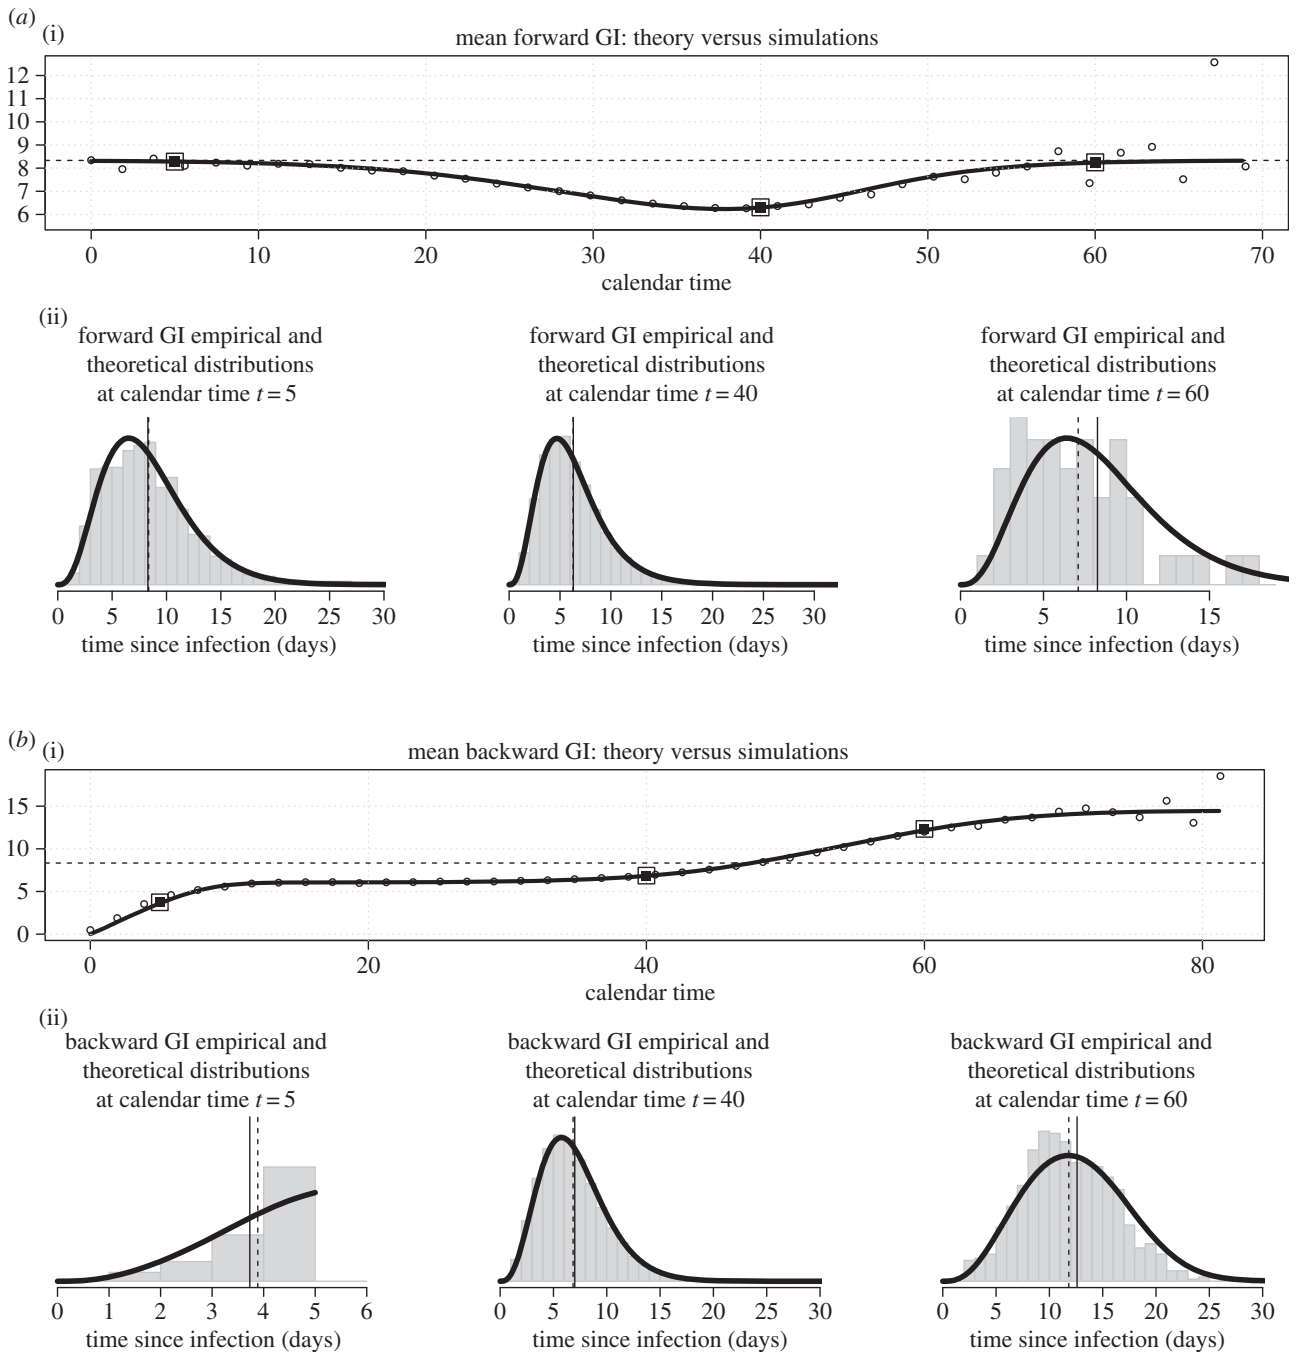 (a)
(i)
mean forward GI: theory versus simulations
12
11
10
9
8
7
6
0 10 20 30 40 50 60 70
calendar time
(ii)
forward GI empirical and
theoretical distributions
at calendar time t = 5
0 5 10 15 20 25 30
time since infection (days)
forward GI empirical and
theoretical distributions
at calendar time t = 40
0 5 10 15 20 25 30
time since infection (days)
forward GI empirical and
theoretical distributions
at calendar time t = 60
0 5 10 15
time since infection (days)
(b)
(i)
mean backward GI: theory versus simulations
15
10
5
0
0 20 40 60 80
calendar time
(ii)
backward GI empirical and
theoretical distributions
at calendar time t = 5
0 1 2 3 4 5 6
time since infection (days)
backward GI empirical and
theoretical distributions
at calendar time t = 40
0 5 10 15 20 25 30
time since infection (days)
backward GI empirical and
theoretical distributions
at calendar time t = 60
0 5 10 15 20 25 30
time since infection (days)